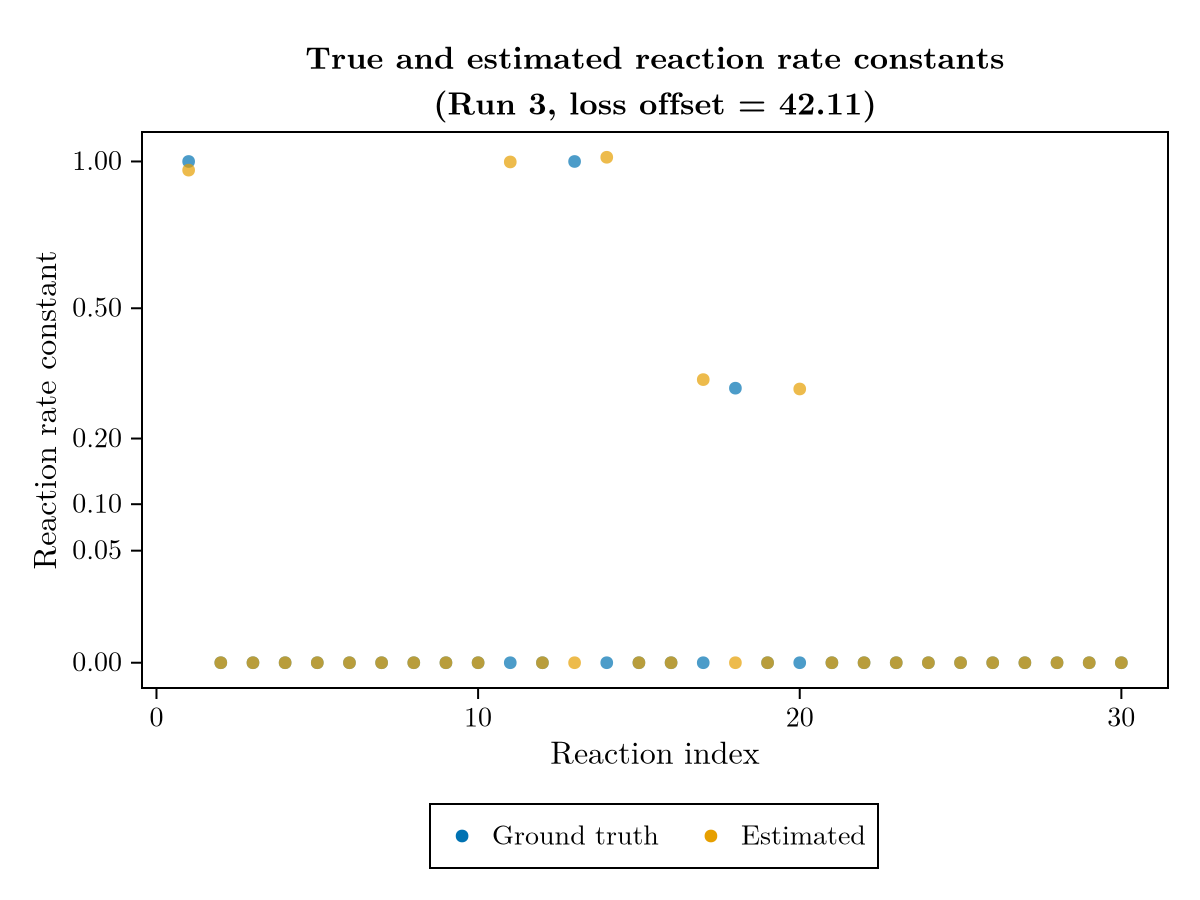 True and estimated reaction rate constants
(Run 3, loss offset = 42.11)
Reaction rate constant
1.00
0.50
0.20
0.10
0.05
0.00
0
10
20
30
Reaction index
Ground truth
Estimated